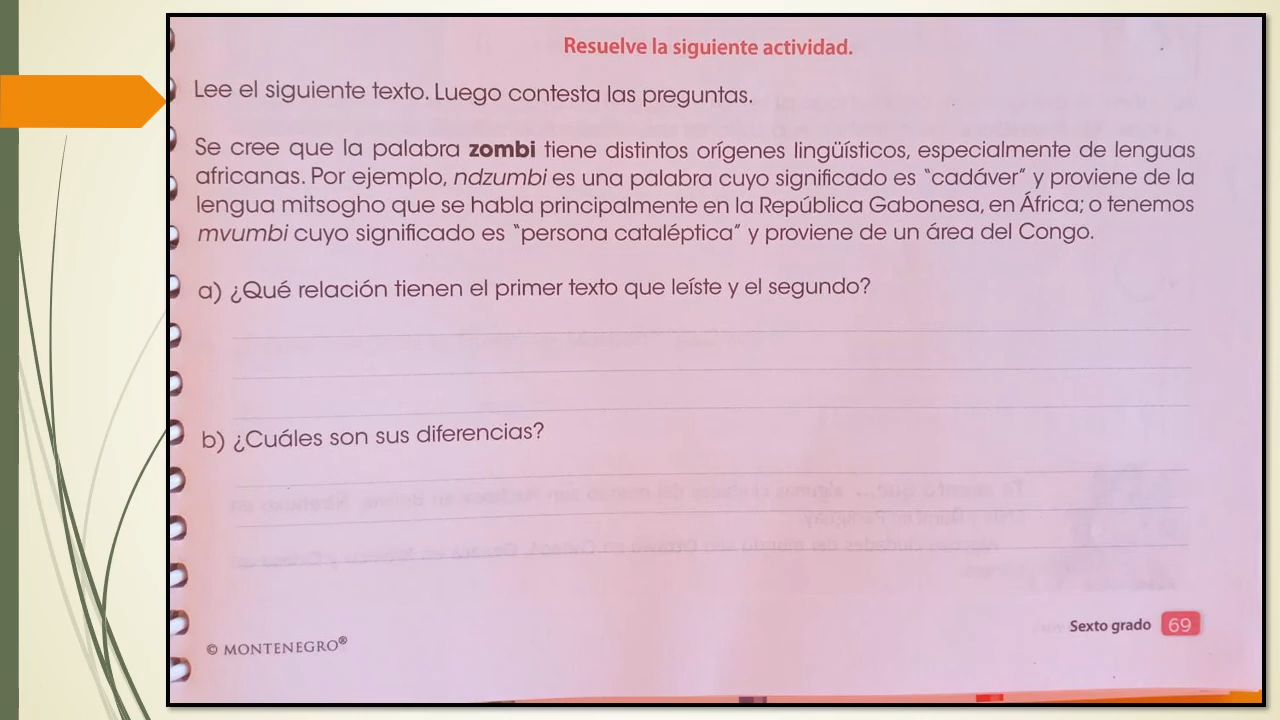 Resuelve la siguiente actividad.
Lee el siguiente texto. Luego contesta las preguntas.
Se cree que la palabra zombi tiene distintos orígenes lingüísticos, especialmente de lenguas
africanas. Por ejemplo, ndzumbi es una palabra cuyo significado es “cadáver” y proviene de la
lengua mitsogho que se habla principalmente en la República Gabonesa, en África; o tenemos
mvumbi cuyo significado es “persona cataléptica” y proviene de un área del Congo.
a) ¿Qué relación tienen el primer texto que leíste y el segundo?
b) ¿Cuáles son sus diferencias?
Sexto grado 69
© MONTENEGRO®